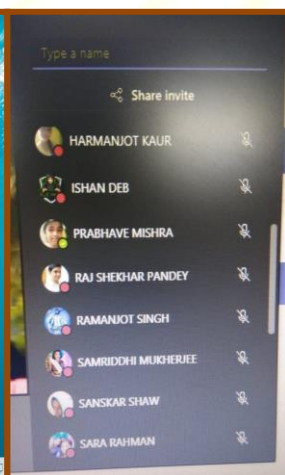 Type a name
Share invite
HARMANJOT KAUR
ISHAN DEB
PRABHAVE MISHRA
RAJ SHEKHAR PANDEY
RAMANJOT SINGH
SAMRIDDHI MUKHERJEE
SANSKAR SHAW
SARA RAHMAN